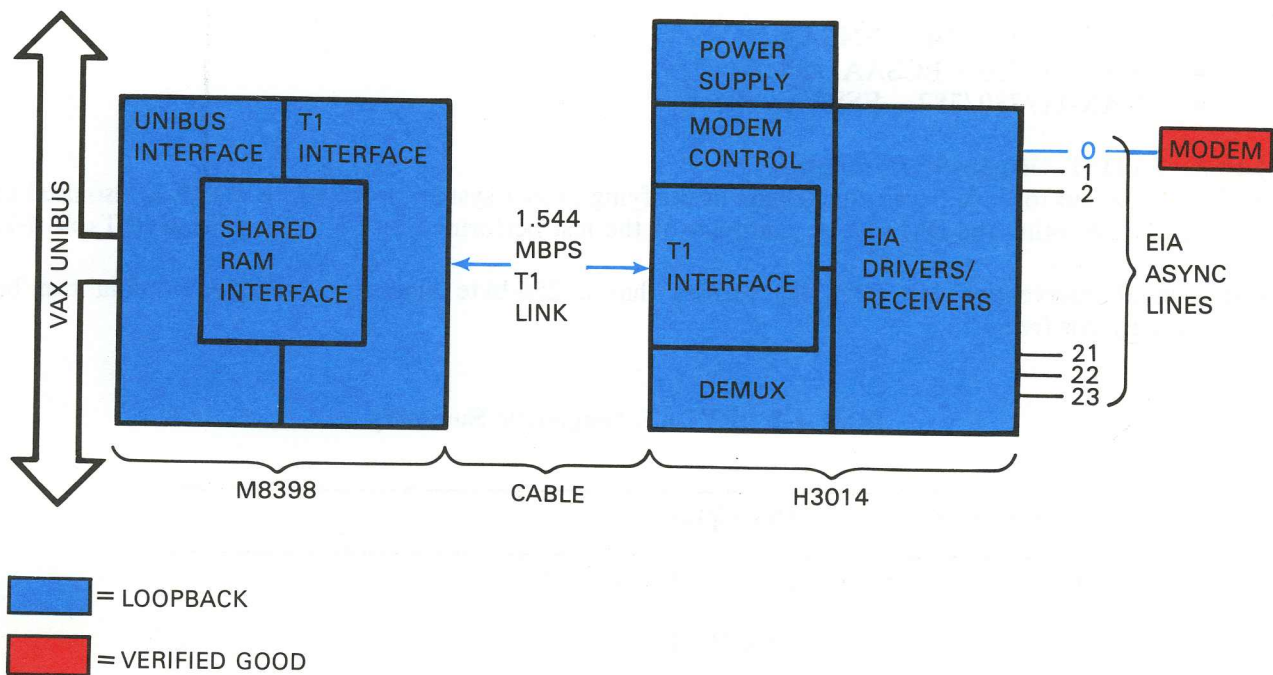 VAX UNIBUS
UNIBUS
INTERFACE
T1
INTERFACE
SHARED
RAM
INTERFACE
1.544
MBPS
T1
LINK
POWER
SUPPLY
MODEM
CONTROL
T1
INTERFACE
DEMUX
EIA
DRIVERS/
RECEIVERS
0
1
2
21
22
23
MODEM
EIA
ASYNC
LINES
M8398
CABLE
H3014
= LOOPBACK
= VERIFIED GOOD